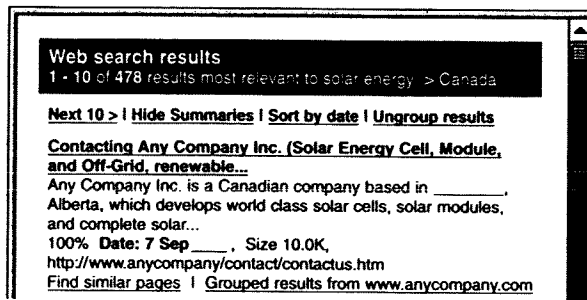 Web search results
1 - 10 of 478 results most relevant to solar energy > Canada
Next 10 > | Hide Summaries | Sort by date | Ungroup results
Contacting Any Company Inc. (Solar Energy Cell, Module,
and Off-Grid, renewable...
Any Company Inc. is a Canadian company based in ________,
Alberta, which develops world class solar cells, solar modules,
and complete solar...
100% Date: 7 Sep ____ , Size 10.0K,
http://www.anycompany/contact/contactus.htm
Find similar pages | Grouped results from www.anycompany.com